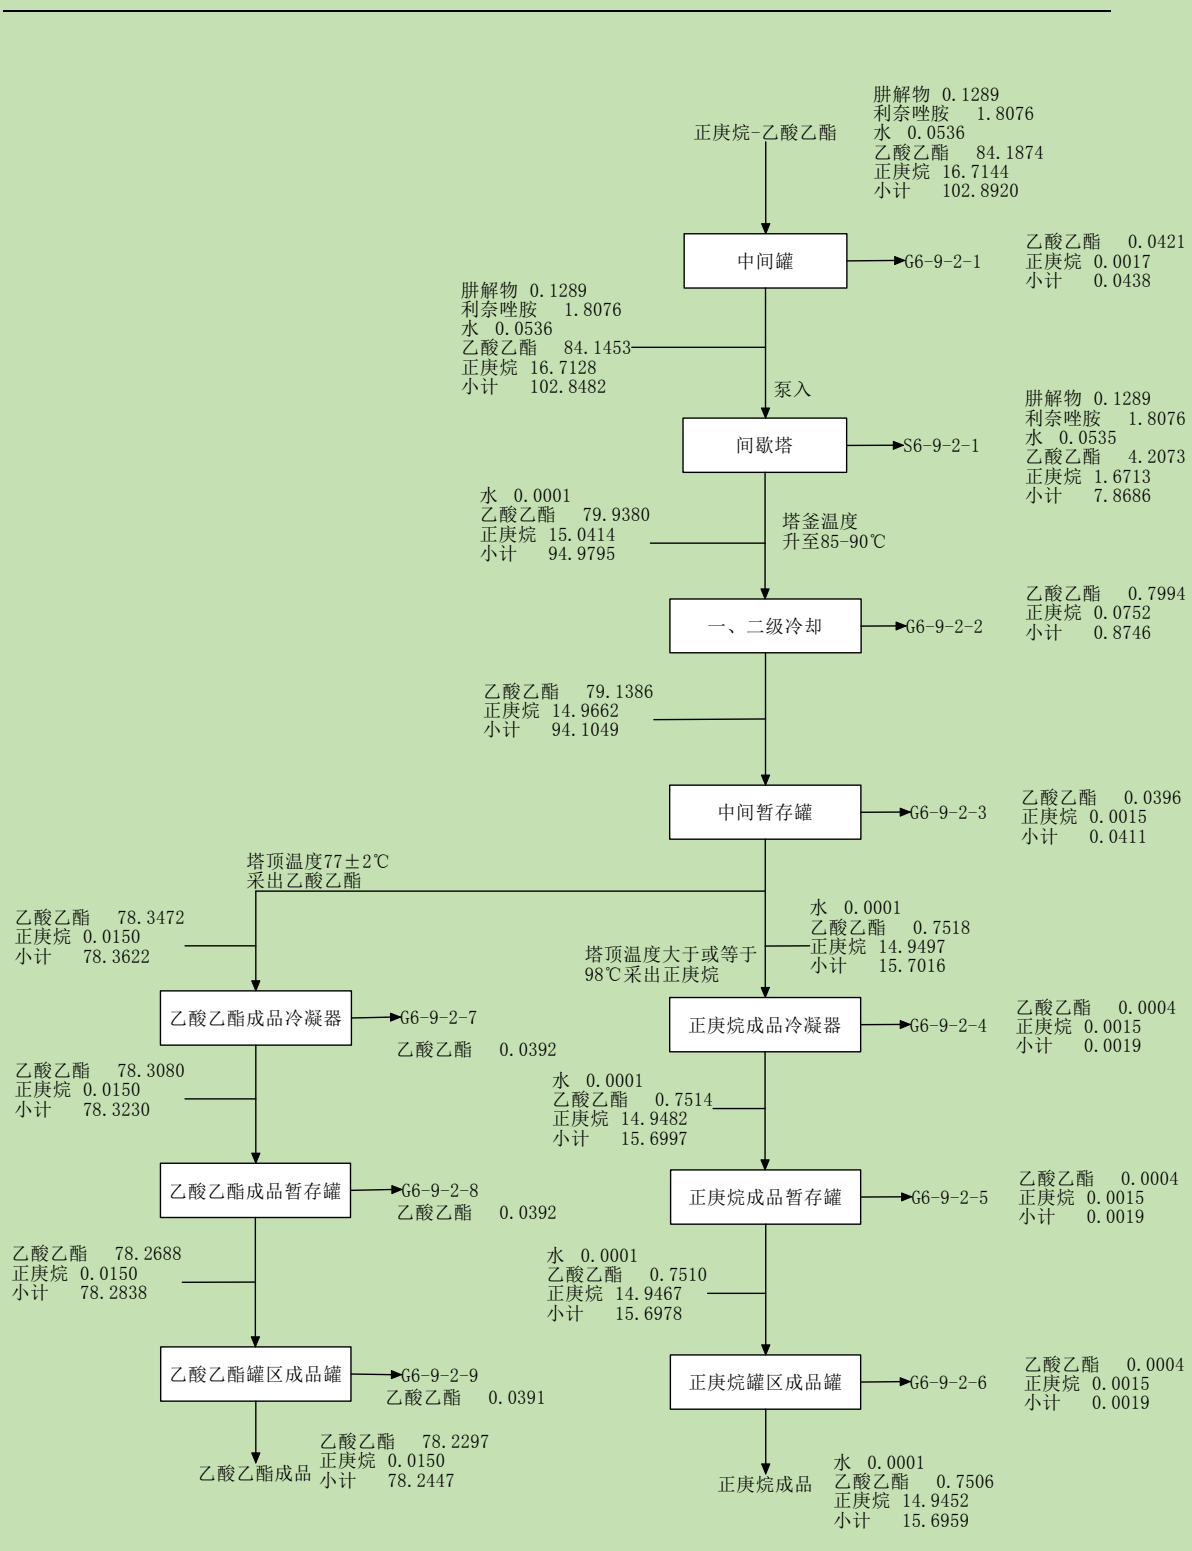 肼解物 0.1289
利奈唑胺 1.8076
水 0.0536
乙酸乙酯 84.1874
正庚烷 16.7144
小计 102.8920
正庚烷-乙酸乙酯
中间罐
G6-9-2-1
乙酸乙酯 0.0421
正庚烷 0.0017
小计 0.0438
肼解物 0.1289
利奈唑胺 1.8076
水 0.0536
乙酸乙酯 84.1453
正庚烷 16.7128
小计 102.8482
泵入
间歇塔
S6-9-2-1
肼解物 0.1289
利奈唑胺 1.8076
水 0.0535
乙酸乙酯 4.2073
正庚烷 1.6713
小计 7.8686
水 0.0001
乙酸乙酯 79.9380
正庚烷 15.0414
小计 94.9795
塔釜温度
升至85-90℃
一、二级冷却
G6-9-2-2
乙酸乙酯 0.7994
正庚烷 0.0752
小计 0.8746
乙酸乙酯 79.1386
正庚烷 14.9662
小计 94.1049
中间暂存罐
G6-9-2-3
乙酸乙酯 0.0396
正庚烷 0.0015
小计 0.0411
塔顶温度77±2℃
采出乙酸乙酯
乙酸乙酯 78.3472
正庚烷 0.0150
小计 78.3622
水 0.0001
乙酸乙酯 0.7518
正庚烷 14.9497
小计 15.7016
塔顶温度大于或等于
98℃采出正庚烷
乙酸乙酯成品冷凝器
G6-9-2-7
乙酸乙酯 0.0392
正庚烷成品冷凝器
G6-9-2-4
乙酸乙酯 0.0004
正庚烷 0.0015
小计 0.0019
乙酸乙酯 78.3080
正庚烷 0.0150
小计 78.3230
水 0.0001
乙酸乙酯 0.7514
正庚烷 14.9482
小计 15.6997
乙酸乙酯成品暂存罐
G6-9-2-8
乙酸乙酯 0.0392
正庚烷成品暂存罐
G6-9-2-5
乙酸乙酯 0.0004
正庚烷 0.0015
小计 0.0019
乙酸乙酯 78.2688
正庚烷 0.0150
小计 78.2838
水 0.0001
乙酸乙酯 0.7510
正庚烷 14.9467
小计 15.6978
乙酸乙酯罐区成品罐
G6-9-2-9
乙酸乙酯 0.0391
正庚烷罐区成品罐
G6-9-2-6
乙酸乙酯 0.0004
正庚烷 0.0015
小计 0.0019
乙酸乙酯成品
乙酸乙酯 78.2297
正庚烷 0.0150
小计 78.2447
正庚烷成品
水 0.0001
乙酸乙酯 0.7506
正庚烷 14.9452
小计 15.6959